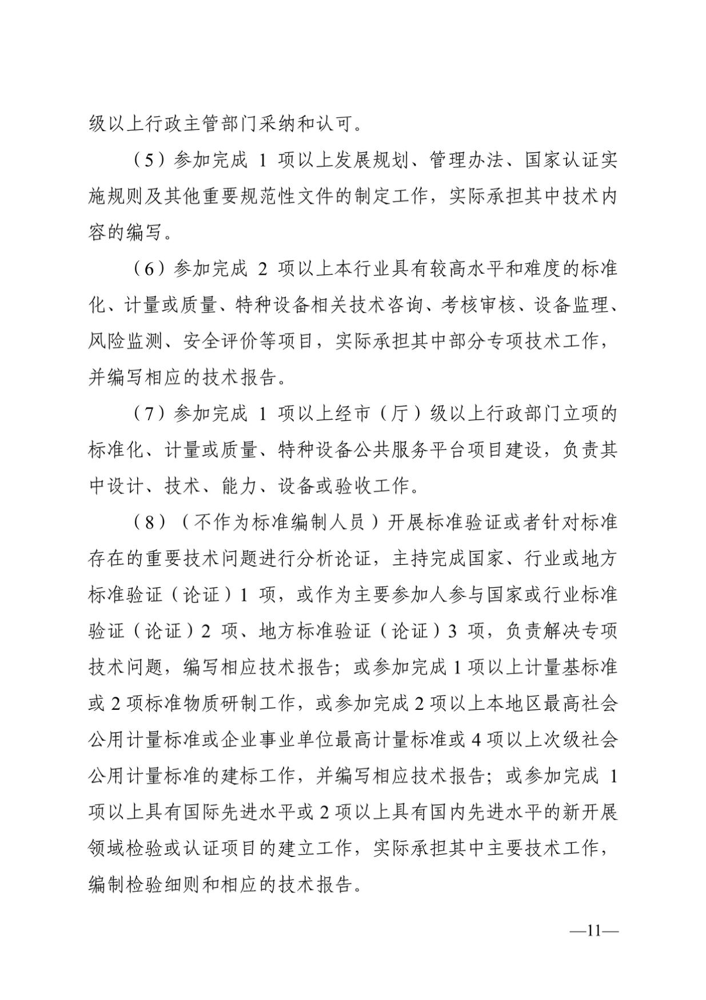 级以上行政主管部门采纳和认可。
（5）参加完成 1 项以上发展规划、管理办法、国家认证实
施规则及其他重要规范性文件的制定工作，实际承担其中技术内
容的编写。
（6）参加完成 2 项以上本行业具有较高水平和难度的标准
化、计量或质量、特种设备相关技术咨询、考核审核、设备监理、
风险监测、安全评价等项目，实际承担其中部分专项技术工作，
并编写相应的技术报告。
（7）参加完成 1 项以上经市（厅）级以上行政部门立项的
标准化、计量或质量、特种设备公共服务平台项目建设，负责其
中设计、技术、能力、设备或验收工作。
（8）（不作为标准编制人员）开展标准验证或者针对标准
存在的重要技术问题进行分析论证，主持完成国家、行业或地方
标准验证（论证）1 项，或作为主要参加人参与国家或行业标准
验证（论证）2 项、地方标准验证（论证）3 项，负责解决专项
技术问题，编写相应技术报告；或参加完成 1 项以上计量基标准
或 2 项标准物质研制工作，或参加完成 2 项以上本地区最高社会
公用计量标准或企业事业单位最高计量标准或 4 项以上次级社会
公用计量标准的建标工作，并编写相应技术报告；或参加完成 1
项以上具有国际先进水平或 2 项以上具有国内先进水平的新开展
领域检验或认证项目的建立工作，实际承担其中主要技术工作，
编制检验细则和相应的技术报告。
—11—